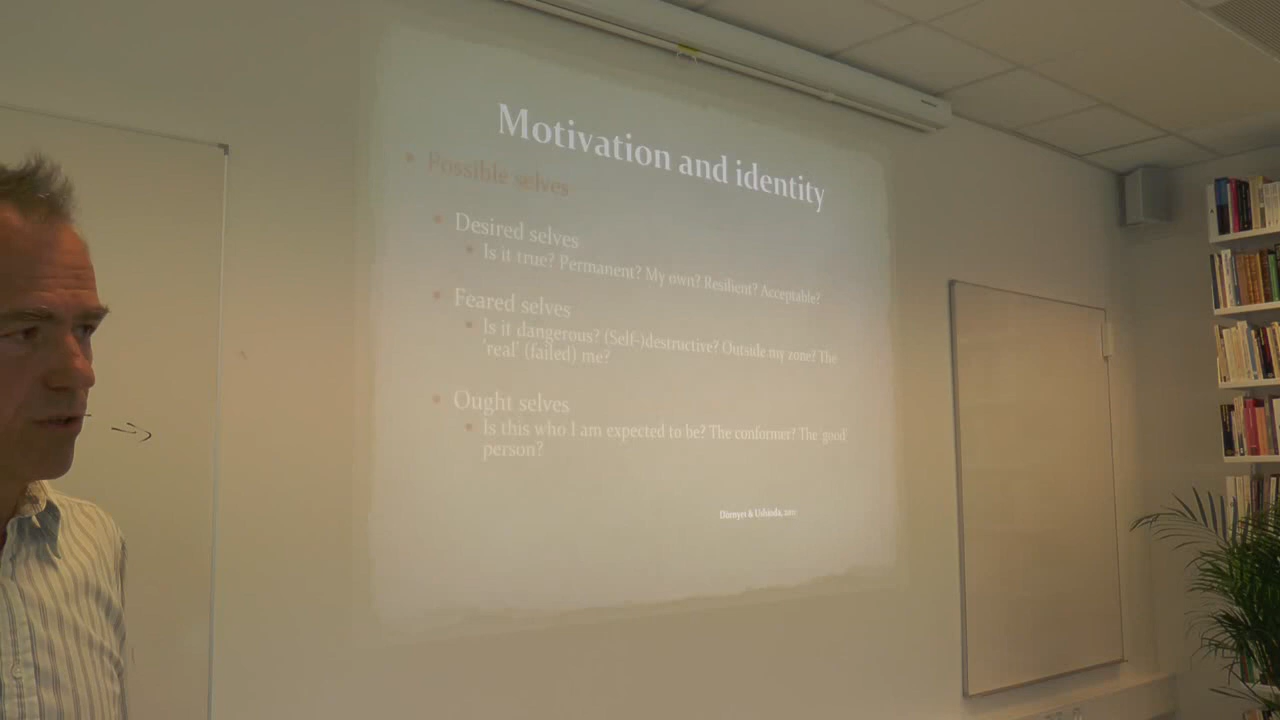 Motivation and identity
Possible selves
Desired selves
Is it true? Permanent? My own? Resilient? Acceptable?
Feared selves
Is it dangerous? (Self-)destructive? Outside my zone? The
'real' (failed) me?
Ought selves
Is this who I am expected to be? The conformer? The 'good'
person?
& Ushioda,